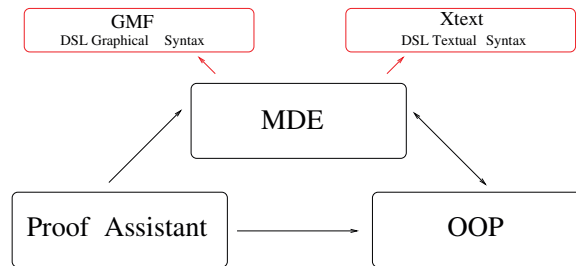 GMF
DSL Graphical Syntax
Xtext
DSL Textual Syntax
MDE
Proof Assistant
OOP